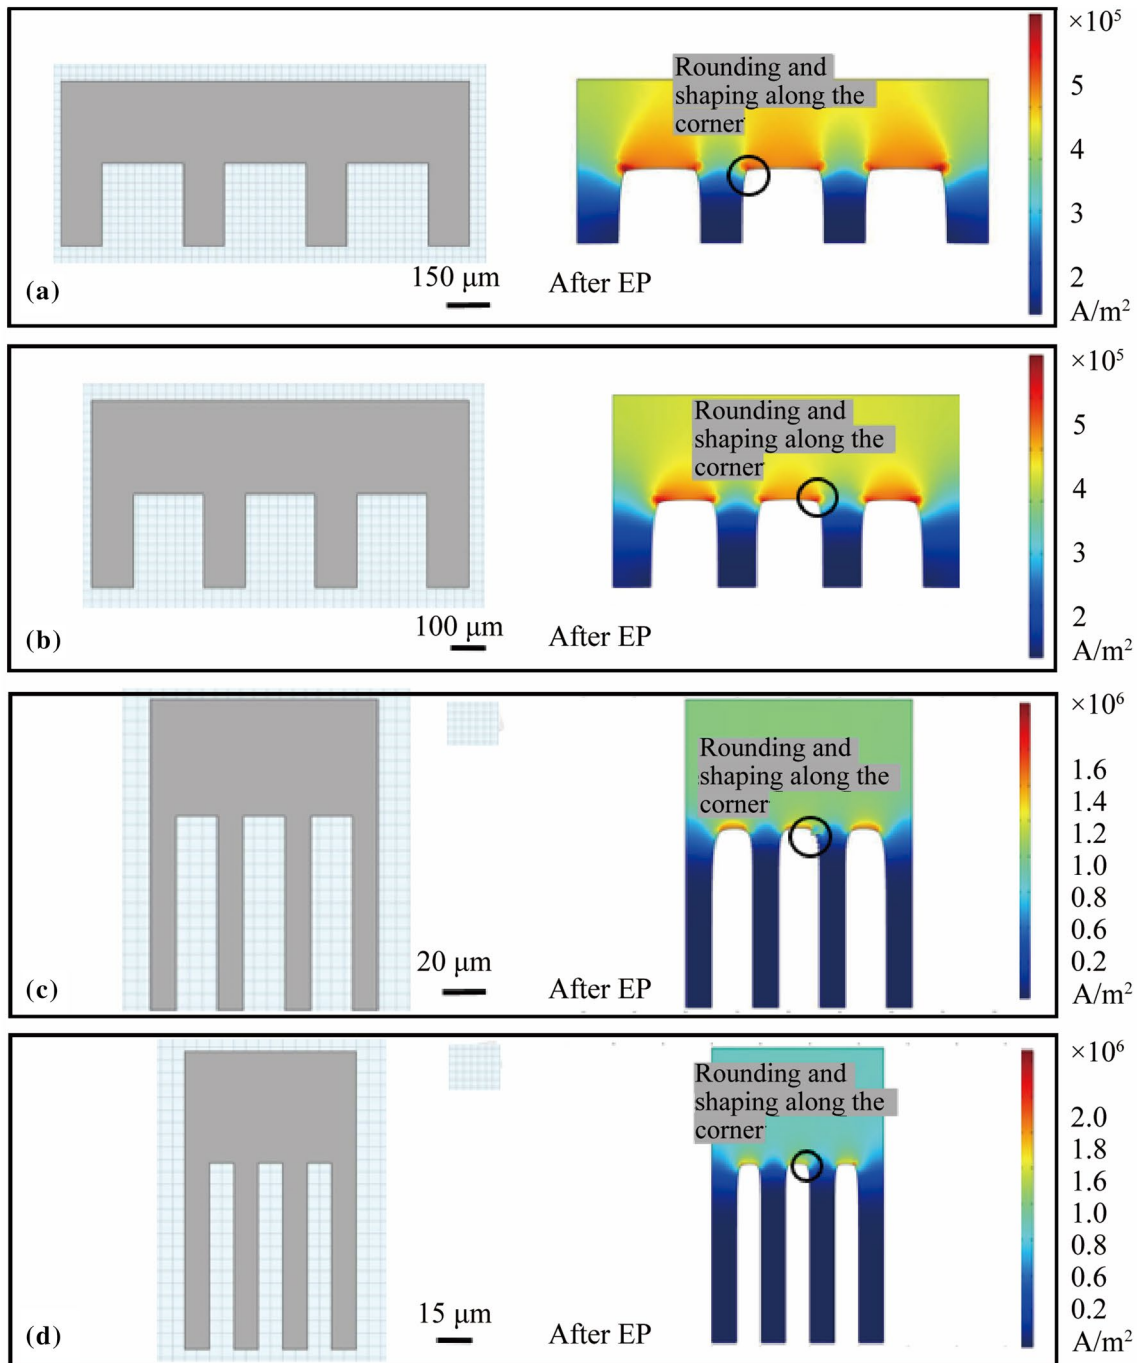 ×10⁵
Rounding and
shaping along the
corner
5
4
3
2
A/m²
(a)
150 µm
After EP
×10⁵
Rounding and
shaping along the
corner
5
4
3
2
A/m²
(b)
100 µm
After EP
×10⁶
Rounding and
shaping along the
corner
1.6
1.4
1.2
1.0
0.8
0.6
0.2
A/m²
(c)
20 µm
After EP
×10⁶
Rounding and
shaping along the
corner
2.0
1.8
1.6
1.0
0.8
0.6
0.2
A/m²
(d)
15 µm
After EP